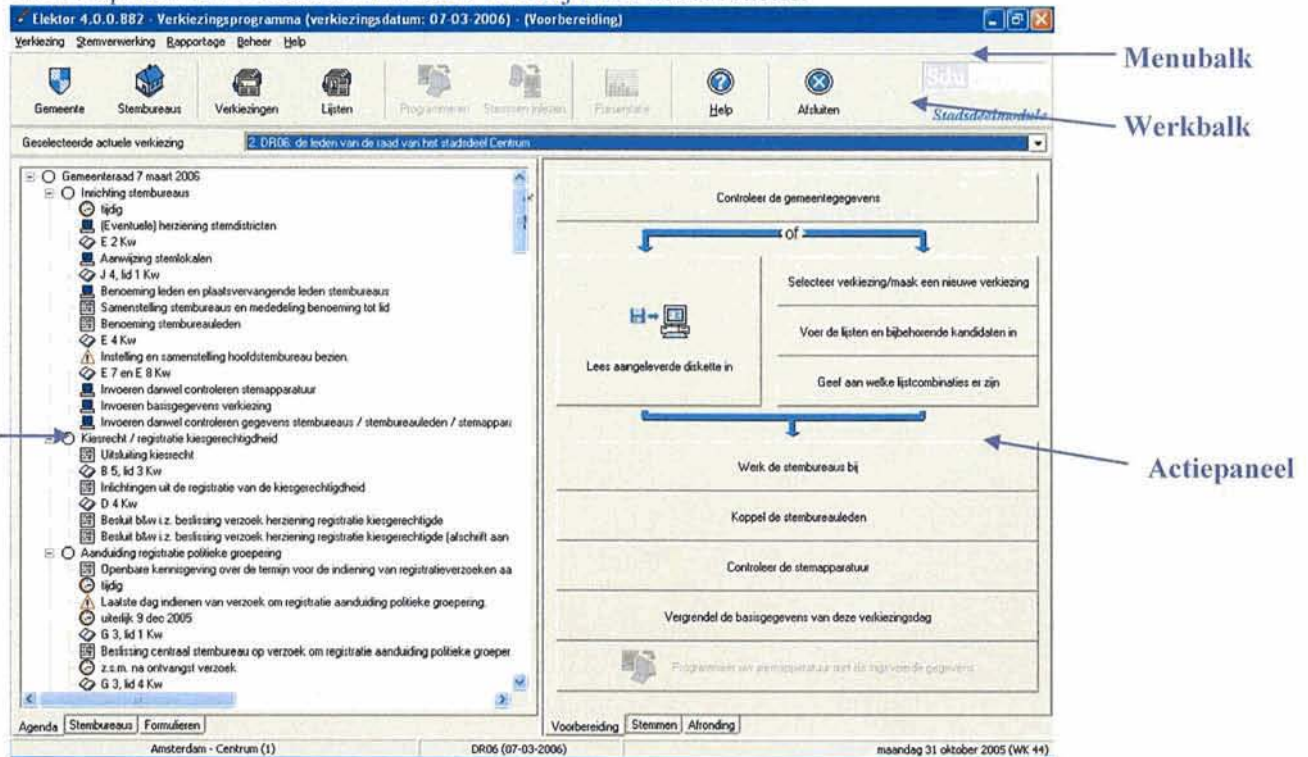 Elektor 4.0.0.882 - Verkiezingsprogramma (verkiezingsdatum: 07-03-2006) - (Voorbereiding)
Verkiezing Stemverwerking Rapportage Beheer Help
Menubalk
Gemeente Stembureaus Verkiezingen Lijsten Programmeren Stemmen inlezen Presentatie Help Afsluiten
Sdu
Stadsdeelmodule
Werkbalk
Geselecteerde actuele verkiezing
2. DR06: de leden van de raad van het stadsdeel Centrum
Gemeenteraad 7 maart 2006
Inrichting stembureaus
tijdig
(Eventuele) herziening stemdistricten
E 2 Kw
Aanwijzing stemlokalen
J 4, lid 1 Kw
Benoeming leden en plaatsvervangende leden stembureaus
Samenstelling stembureaus en mededeling benoeming tot lid
Benoeming stembureauleden
E 4 Kw
Instelling en samenstelling hoofdstembureau bezien.
E 7 en E 8 Kw
Invoeren danwel controleren stemapparatuur
Invoeren basisgegevens verkiezing
Invoeren danwel controleren gegevens stembureaus / stembureauleden / stemappara
Kiesrecht / registratie kiesgerechtigdheid
Uitsluiting kiesrecht
B 5, lid 3 Kw
Inlichtingen uit de registratie van de kiesgerechtigdheid
D 4 Kw
Besluit b&w i.z. beslissing verzoek herziening registratie kiesgerechtigde
Besluit b&w i.z. beslissing verzoek herziening registratie kiesgerechtigde (afschrift aan
Aanduiding registratie politieke groepering
Openbare kennisgeving over de termijn voor de indiening van registratieverzoeken aa
tijdig
Laatste dag indienen van verzoek om registratie aanduiding politieke groepering.
uiterlijk 9 dec 2005
G 3, lid 1 Kw
Beslissing centraal stembureau op verzoek om registratie aanduiding politieke groeper
z.s.m. na ontvangst verzoek
G 3, lid 4 Kw
Agenda Stembureaus Formulieren
Controleer de gemeentegegevens
of
Lees aangeleverde diskette in
Selecteer verkiezing/maak een nieuwe verkiezing
Voer de lijsten en bijbehorende kandidaten in
Geef aan welke lijstcombinaties er zijn
Werk de stembureaus bij
Actiepaneel
Koppel de stembureauleden
Controleer de stemapparatuur
Vergrendel de basisgegevens van deze verkiezingsdag
Programmeer uw stemapparatuur met de ingevoerde gegevens
Voorbereiding Stemmen Afronding
Amsterdam - Centrum (1) DR06 (07-03-2006) maandag 31 oktober 2005 (WK 44)